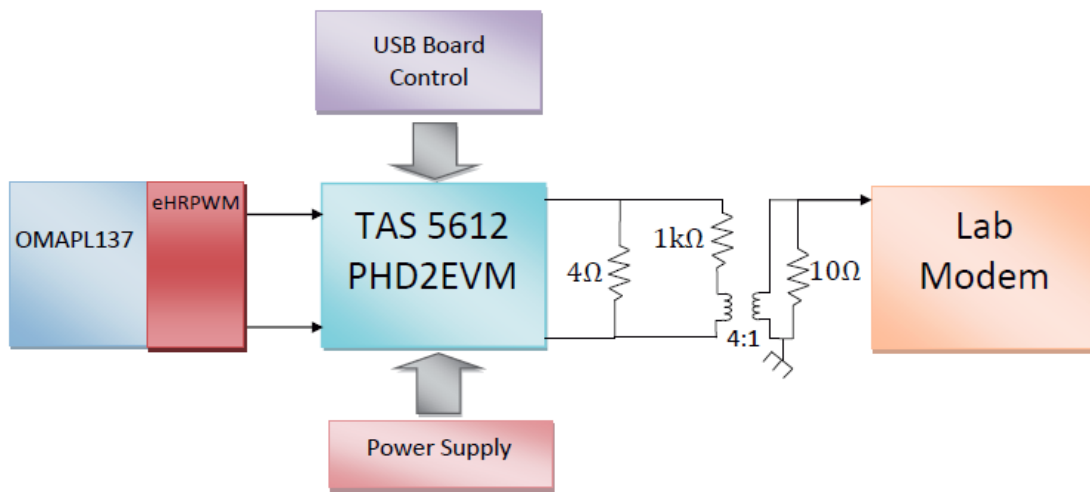 USB Board
Control
OMAPL137
eHRPWM
TAS 5612
PHD2EVM
4Ω
1kΩ
4:1
10Ω
Lab
Modem
Power Supply